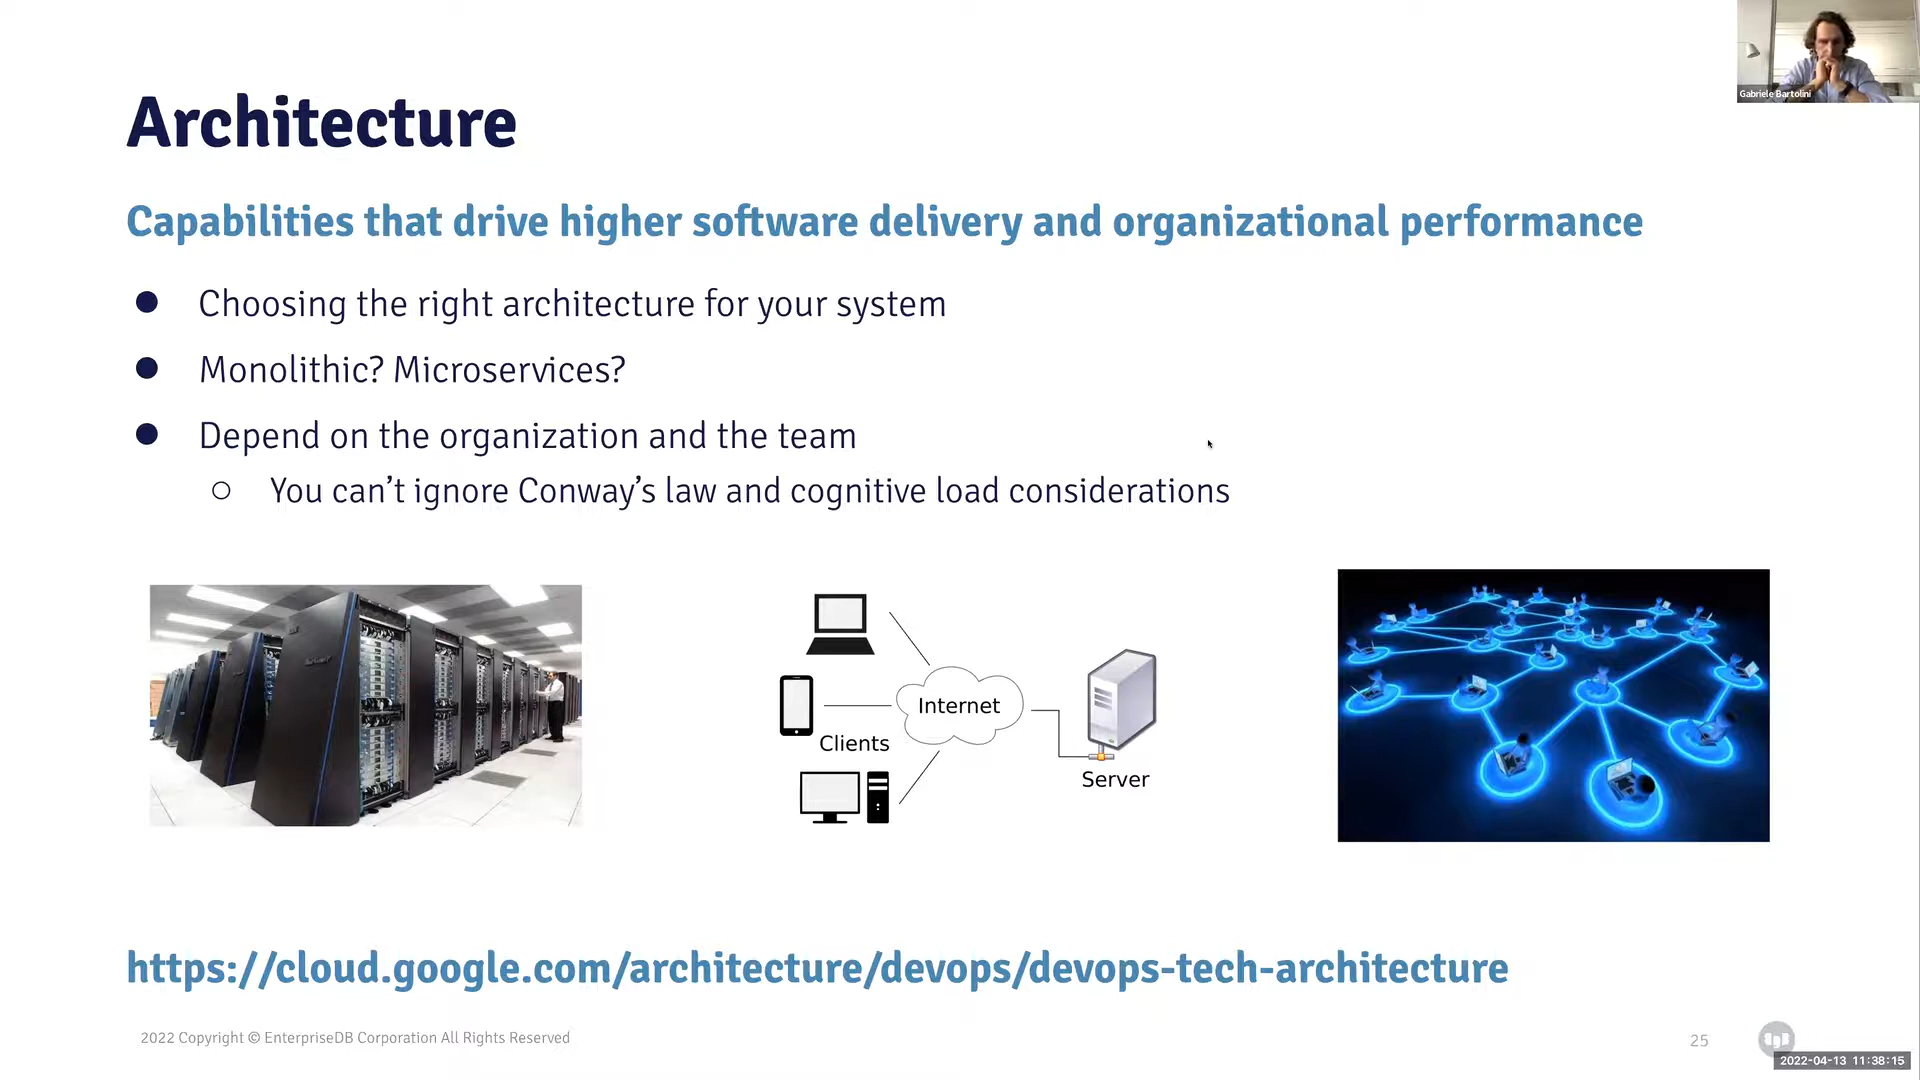 Gabriele Bartolini
Architecture
Capabilities that drive higher software delivery and organizational performance
● Choosing the right architecture for your system
● Monolithic? Microservices?
● Depend on the organization and the team
○ You can’t ignore Conway’s law and cognitive load considerations
Internet
Clients
Server
https://cloud.google.com/architecture/devops/devops-tech-architecture
2022 Copyright © EnterpriseDB Corporation All Rights Reserved
25
2022-04-13 11:38:15